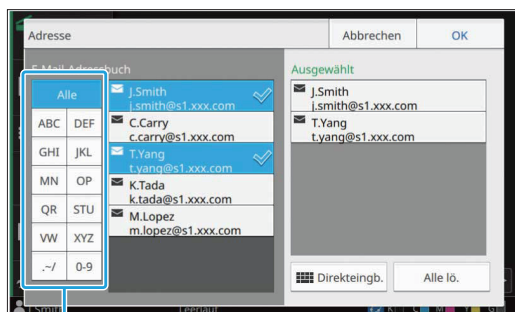 Adresse
Abbrechen
OK
E-Mail-Adressbuch
Ausgewählt
Alle
ABC DEF
GHI JKL
MN OP
QR STU
VW XYZ
.~/ 0-9
J.Smith
j.smith@s1.xxx.com
C.Carry
c.carry@s1.xxx.com
T.Yang
t.yang@s1.xxx.com
K.Tada
k.tada@s1.xxx.com
M.Lopez
m.lopez@s1.xxx.com
J.Smith
j.smith@s1.xxx.com
T.Yang
t.yang@s1.xxx.com
Direkteingb.
Alle lö.
J.Smith
Leerlauf
K C M Y G